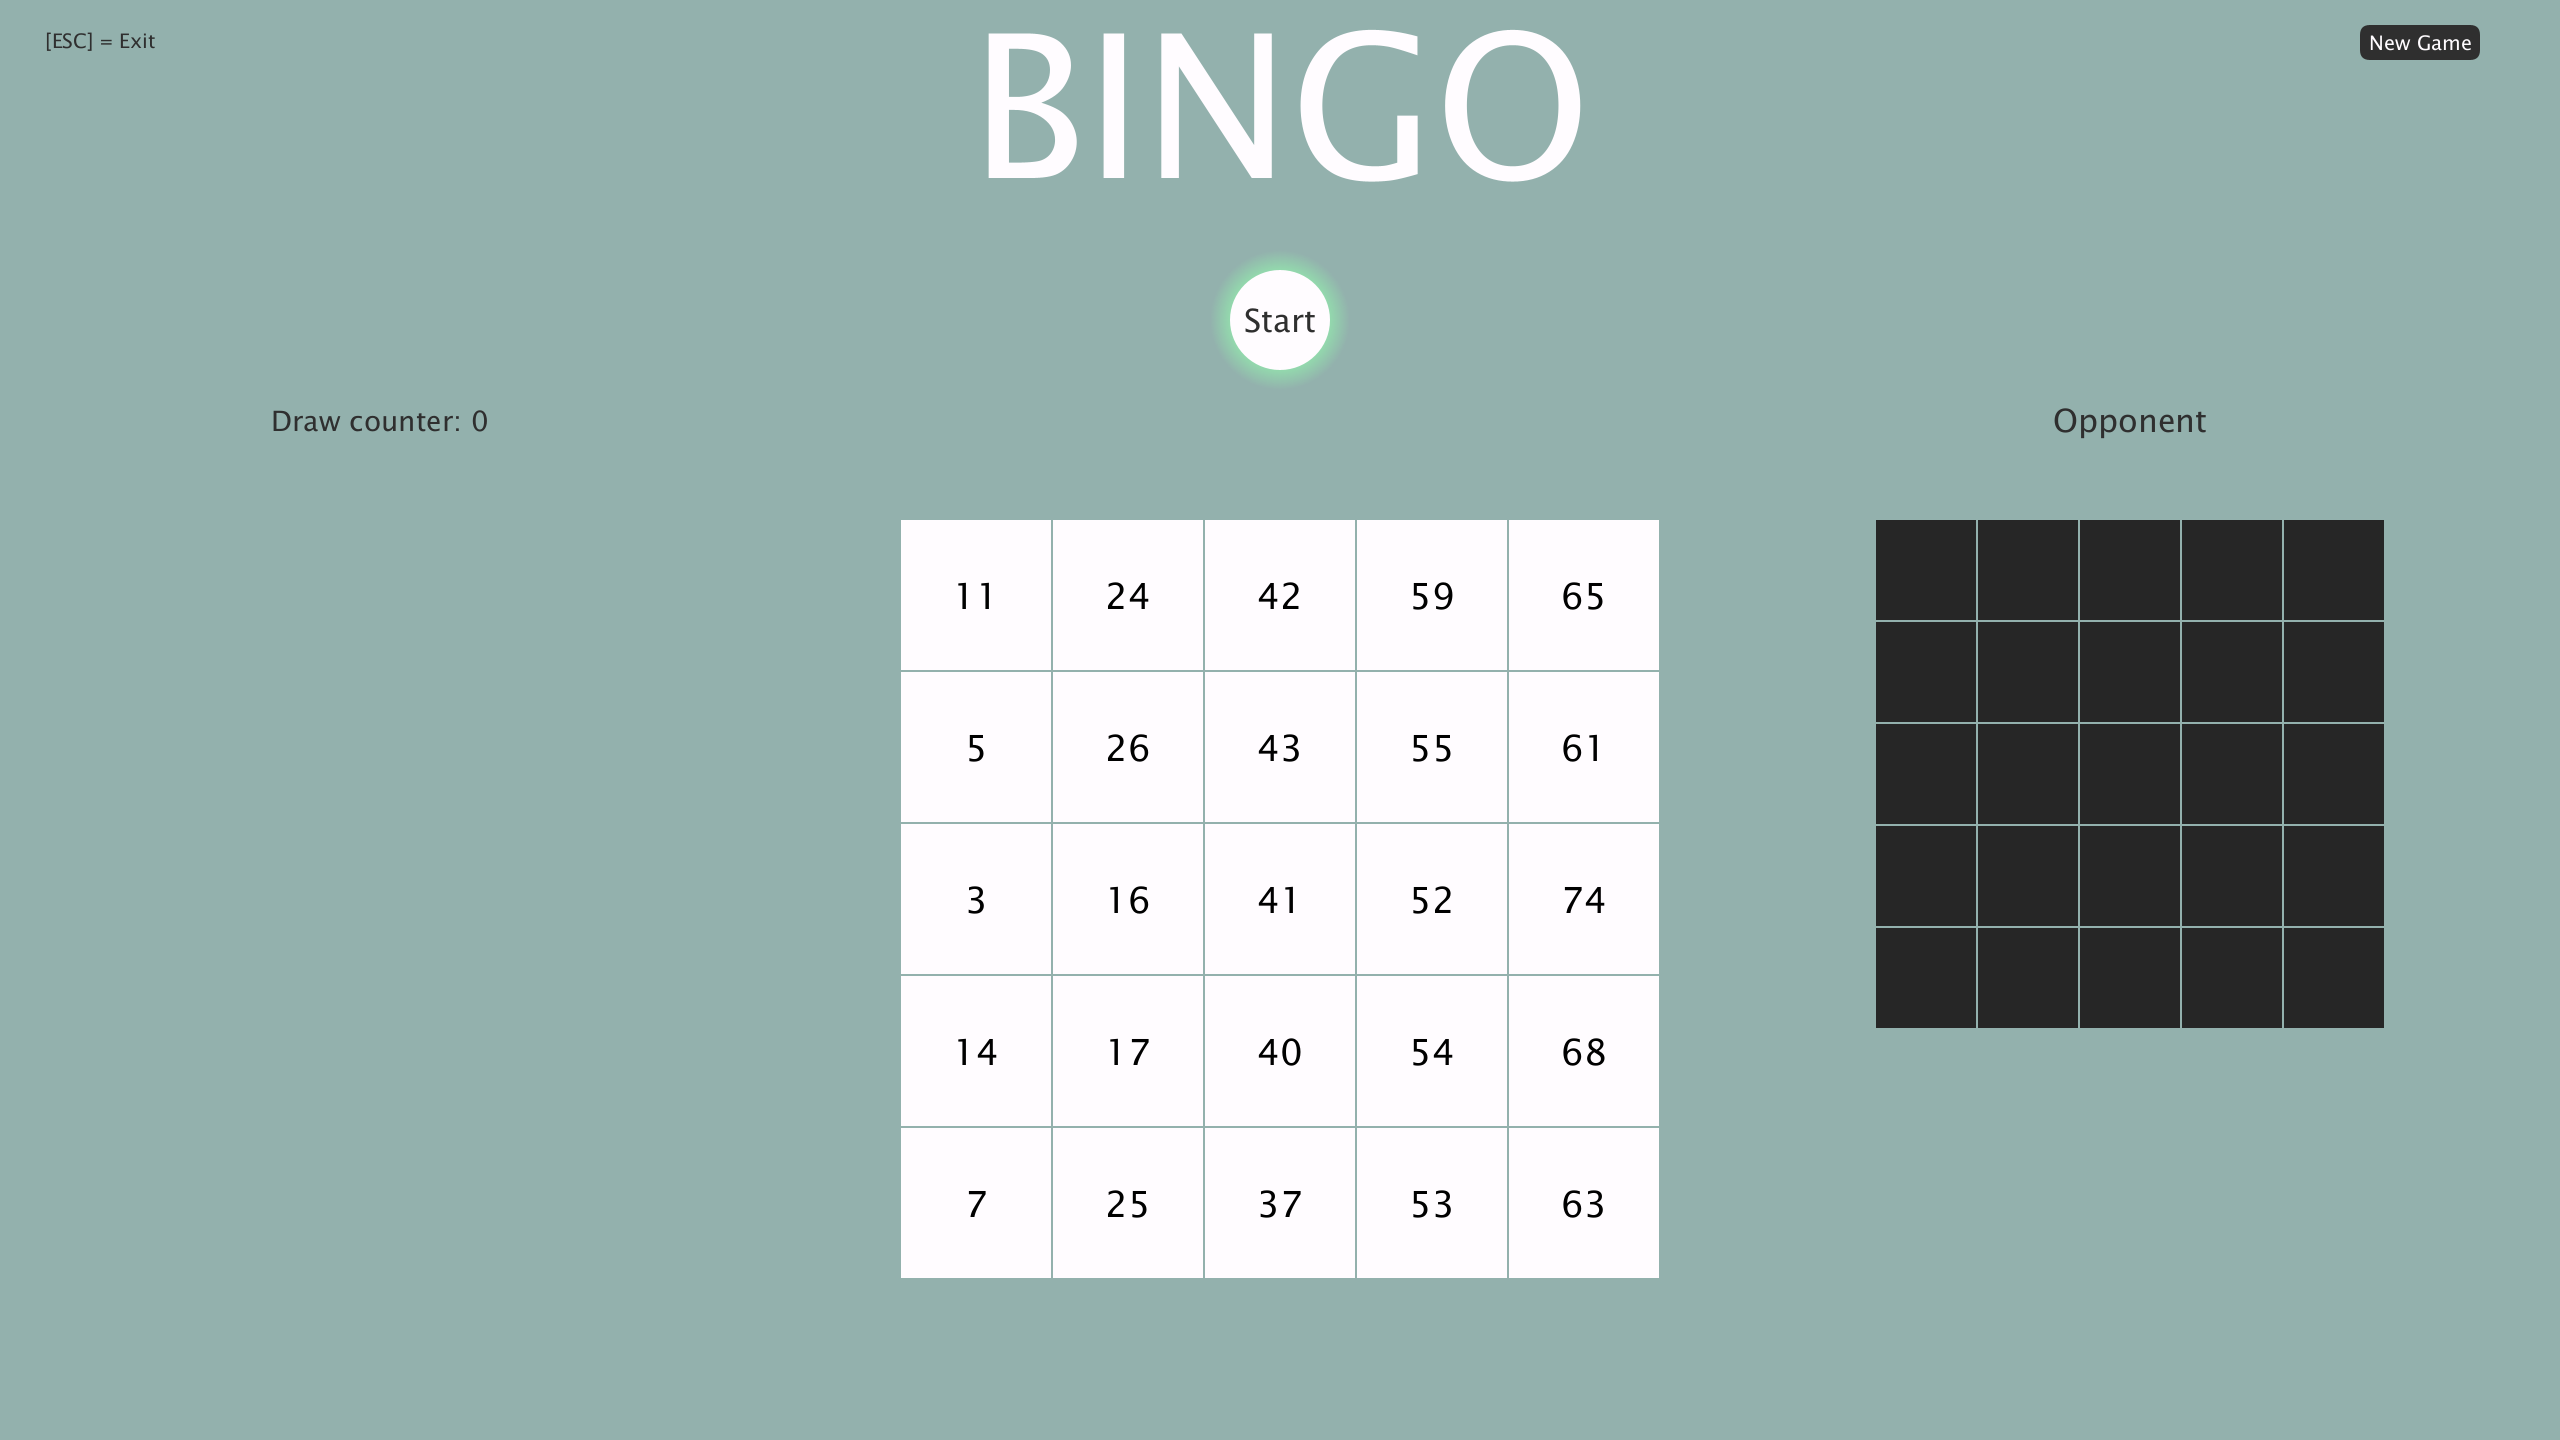 [ESC] = Exit
BINGO
New Game
Start
Draw counter: 0
Opponent
11 24 42 59 65
5 26 43 55 61
3 16 41 52 74
14 17 40 54 68
7 25 37 53 63